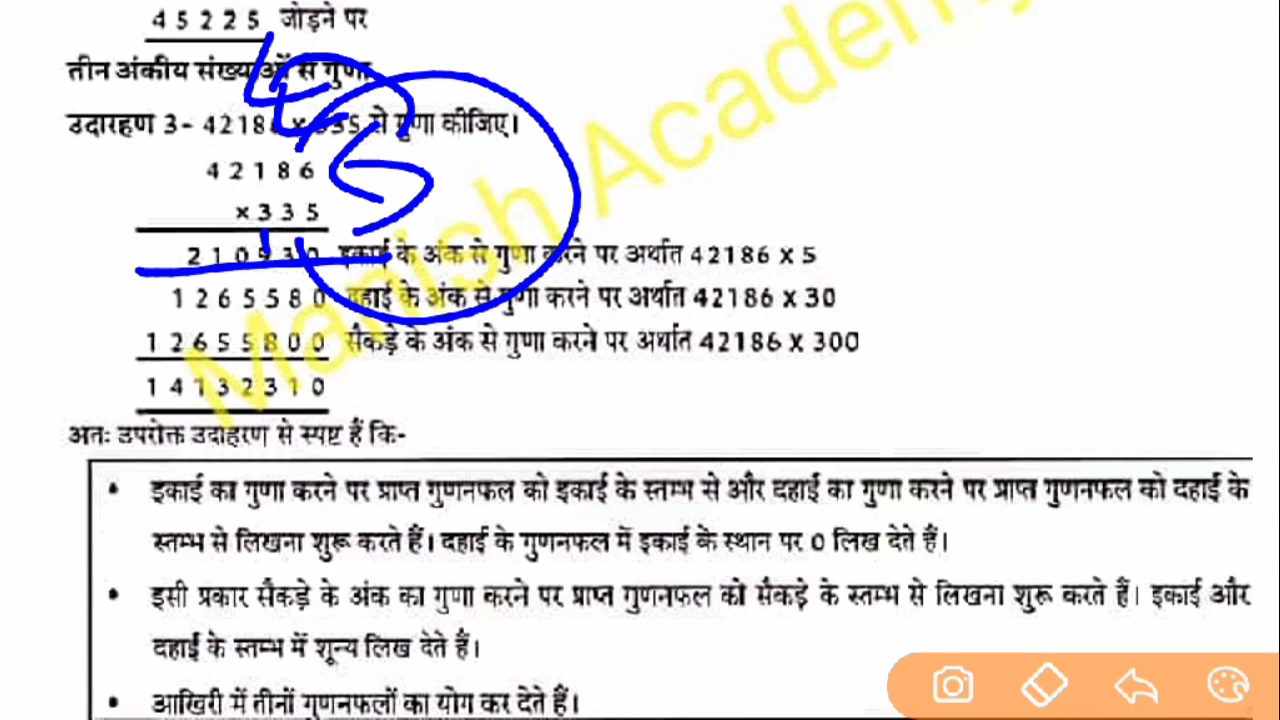 45225 जोड़ने पर
तीन अंकीय संख्याओं से गुणा
उदारहण 3- 42186 × 335 से गुणा कीजिए।
42186
×335
210930 इकाई के अंक से गुणा करने पर अर्थात 42186 x 5
1265580 दहाई के अंक से गुणा करने पर अर्थात 42186 x 30
12655800 सैकड़े के अंक से गुणा करने पर अर्थात 42186 x 300
14132310
अतः उपरोक्त उदाहरण से स्पष्ट हैं कि-
• इकाई का गुणा करने पर प्राप्त गुणनफल को इकाई के स्तम्भ से और दहाई का गुणा करने पर प्राप्त गुणनफल को दहाई के
स्तम्भ से लिखना शुरू करते हैं। दहाई के गुणनफल में इकाई के स्थान पर 0 लिख देते हैं।
• इसी प्रकार सैकड़े के अंक का गुणा करने पर प्राप्त गुणनफल को सैकड़े के स्तम्भ से लिखना शुरू करते हैं। इकाई और
दहाई के स्तम्भ में शून्य लिख देते हैं।
• आखिरी में तीनों गुणनफलों का योग कर देते हैं।
Manish Academy